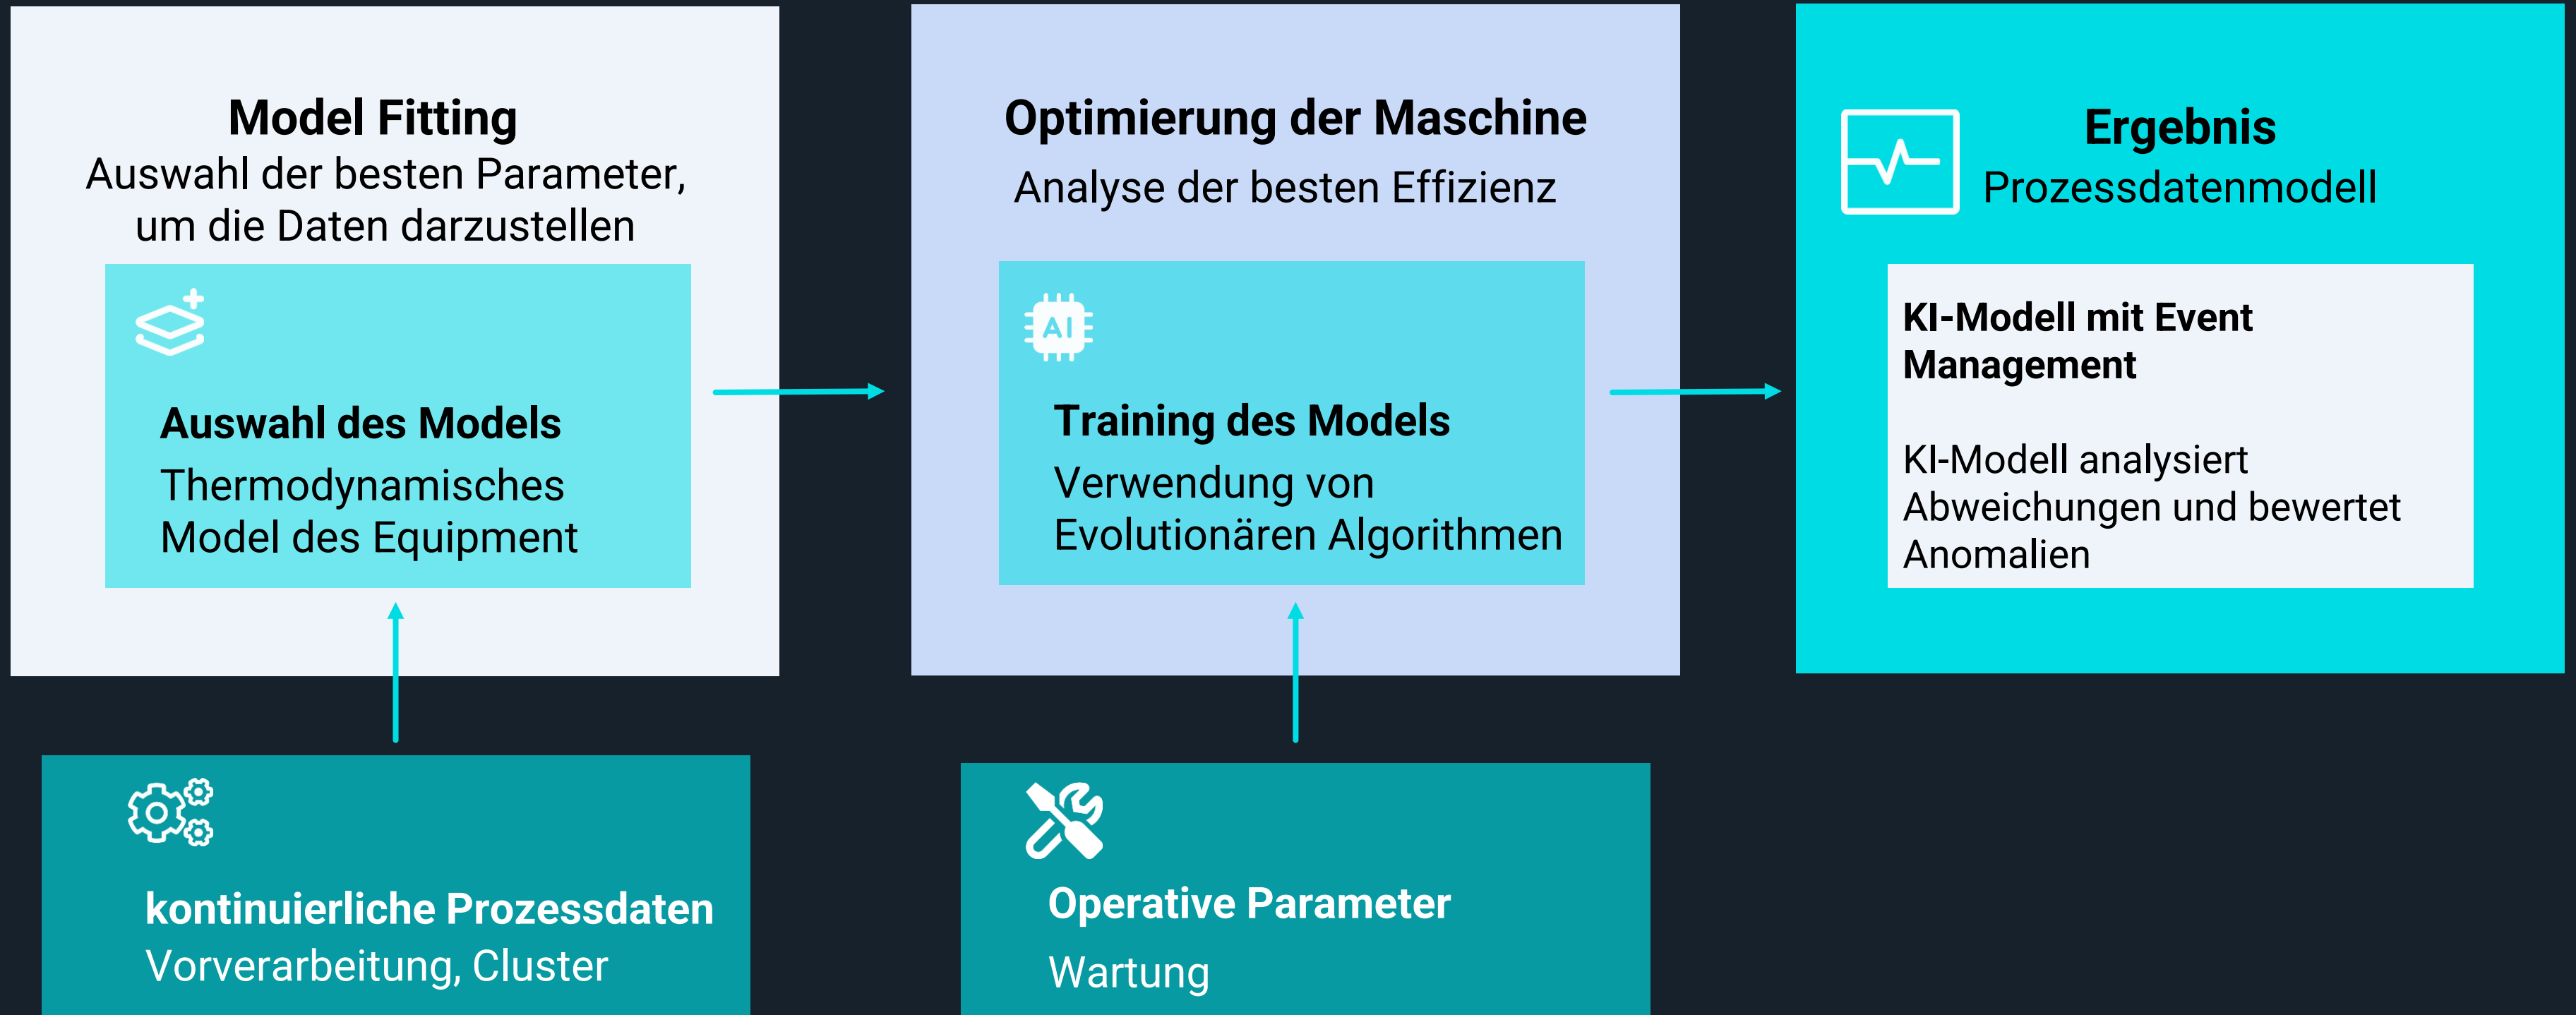 Model Fitting
Auswahl der besten Parameter,
um die Daten darzustellen
Auswahl des Models
Thermodynamisches
Model des Equipment
kontinuierliche Prozessdaten
Vorverarbeitung, Cluster
Optimierung der Maschine
Analyse der besten Effizienz
AI
Training des Models
Verwendung von
Evolutionären Algorithmen
Operative Parameter
Wartung
Ergebnis
Prozessdatenmodell
KI-Modell mit Event
Management
KI-Modell analysiert
Abweichungen und bewertet
Anomalien